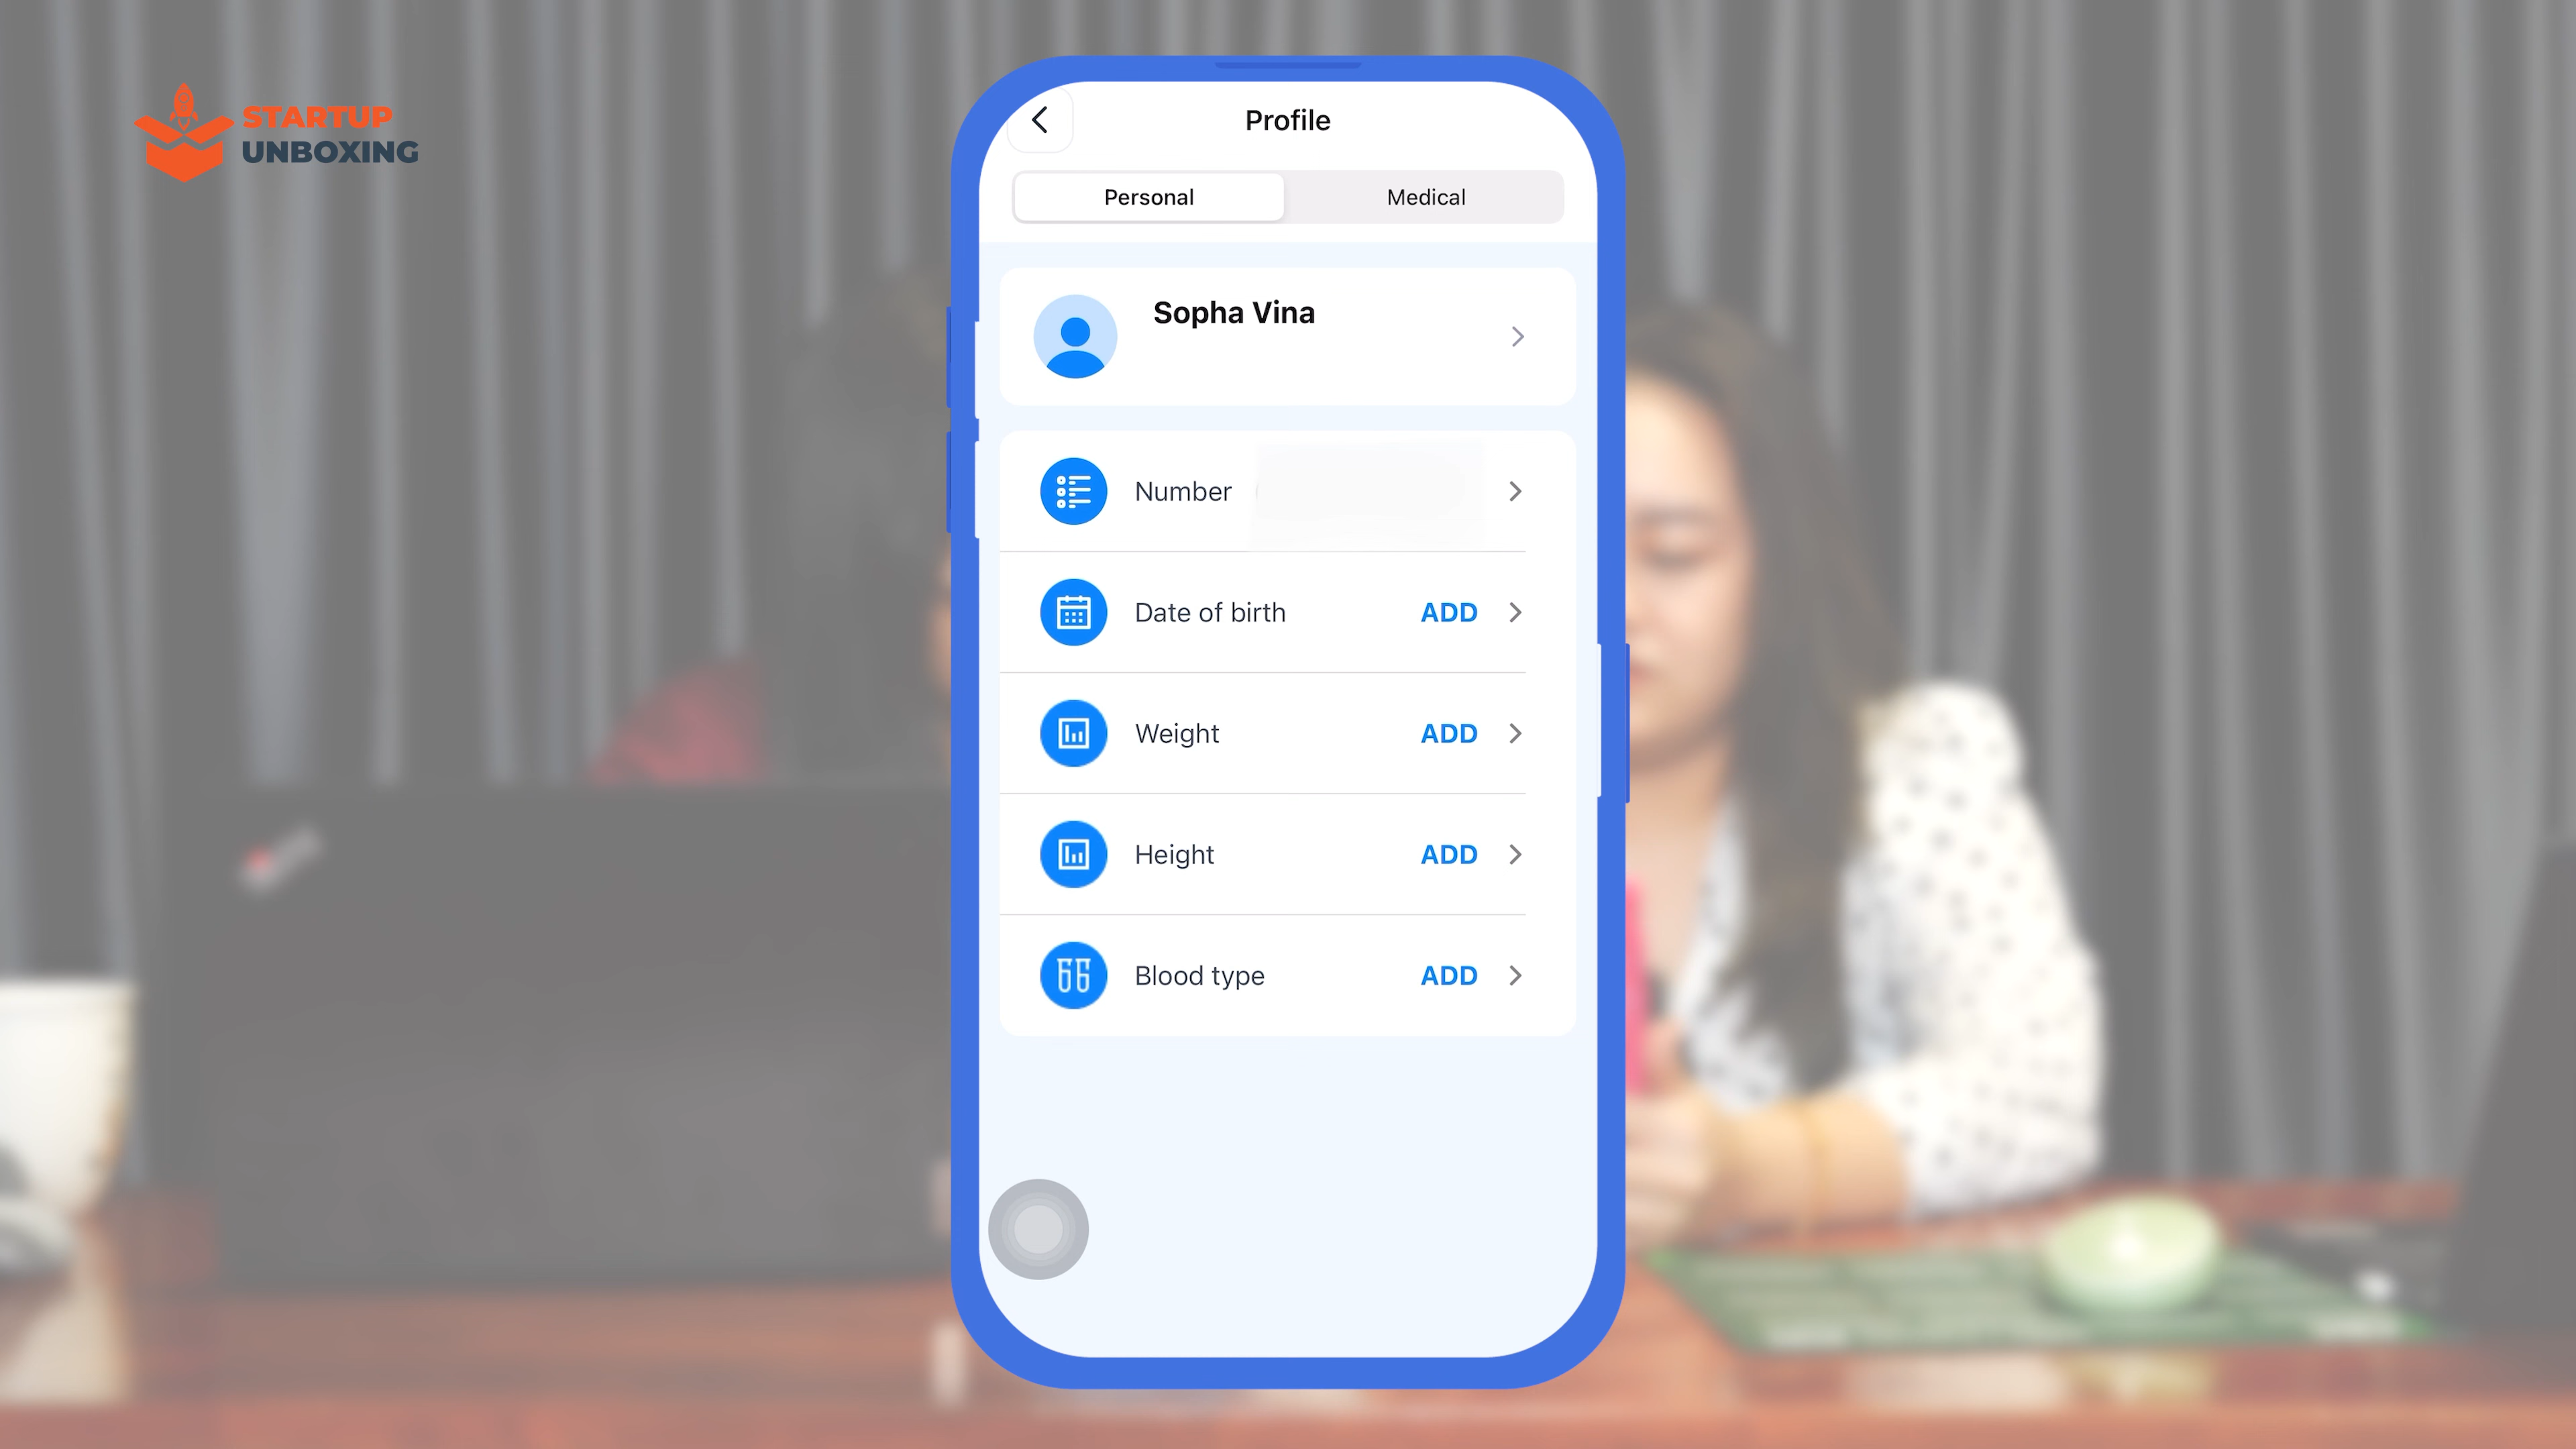 STARTUP
UNBOXING
Profile
Personal
Medical
Sopha Vina
Number
Date of birth
ADD
Weight
ADD
Height
ADD
Blood type
ADD